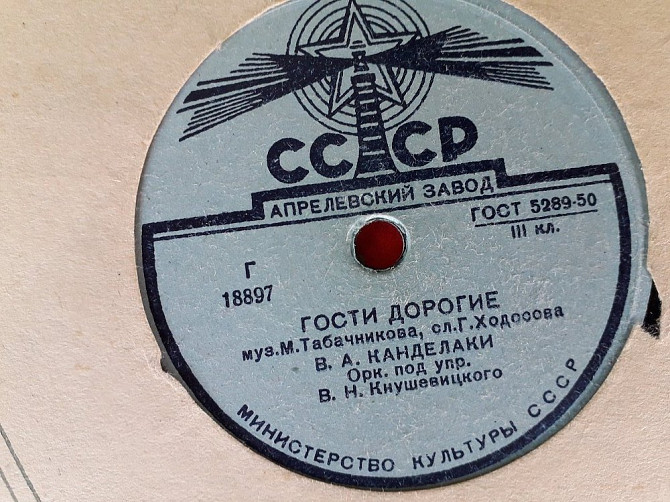 СССР
АПРЕЛЕВСКИЙ ЗАВОД
ГОСТ 5289-50
III кл.
Г
18897
ГОСТИ ДОРОГИЕ
муз.М.Табачникова, сл.Г.Ходосова
В. А. КАНДЕЛАКИ
Орк. под упр.
В. Н. Кнушевицкого
МИНИСТЕРСТВО КУЛЬТУРЫ СССР